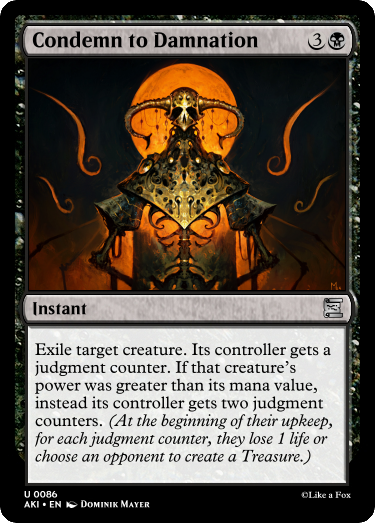 Condemn to Damnation 3
M.
Instant
Exile target creature. Its controller gets a
judgment counter. If that creature's
power was greater than its mana value,
instead its controller gets two judgment
counters. (At the beginning of their upkeep,
for each judgment counter, they lose 1 life or
choose an opponent to create a Treasure.)
U 0086
AKI • EN Dominik Mayer
©Like a Fox